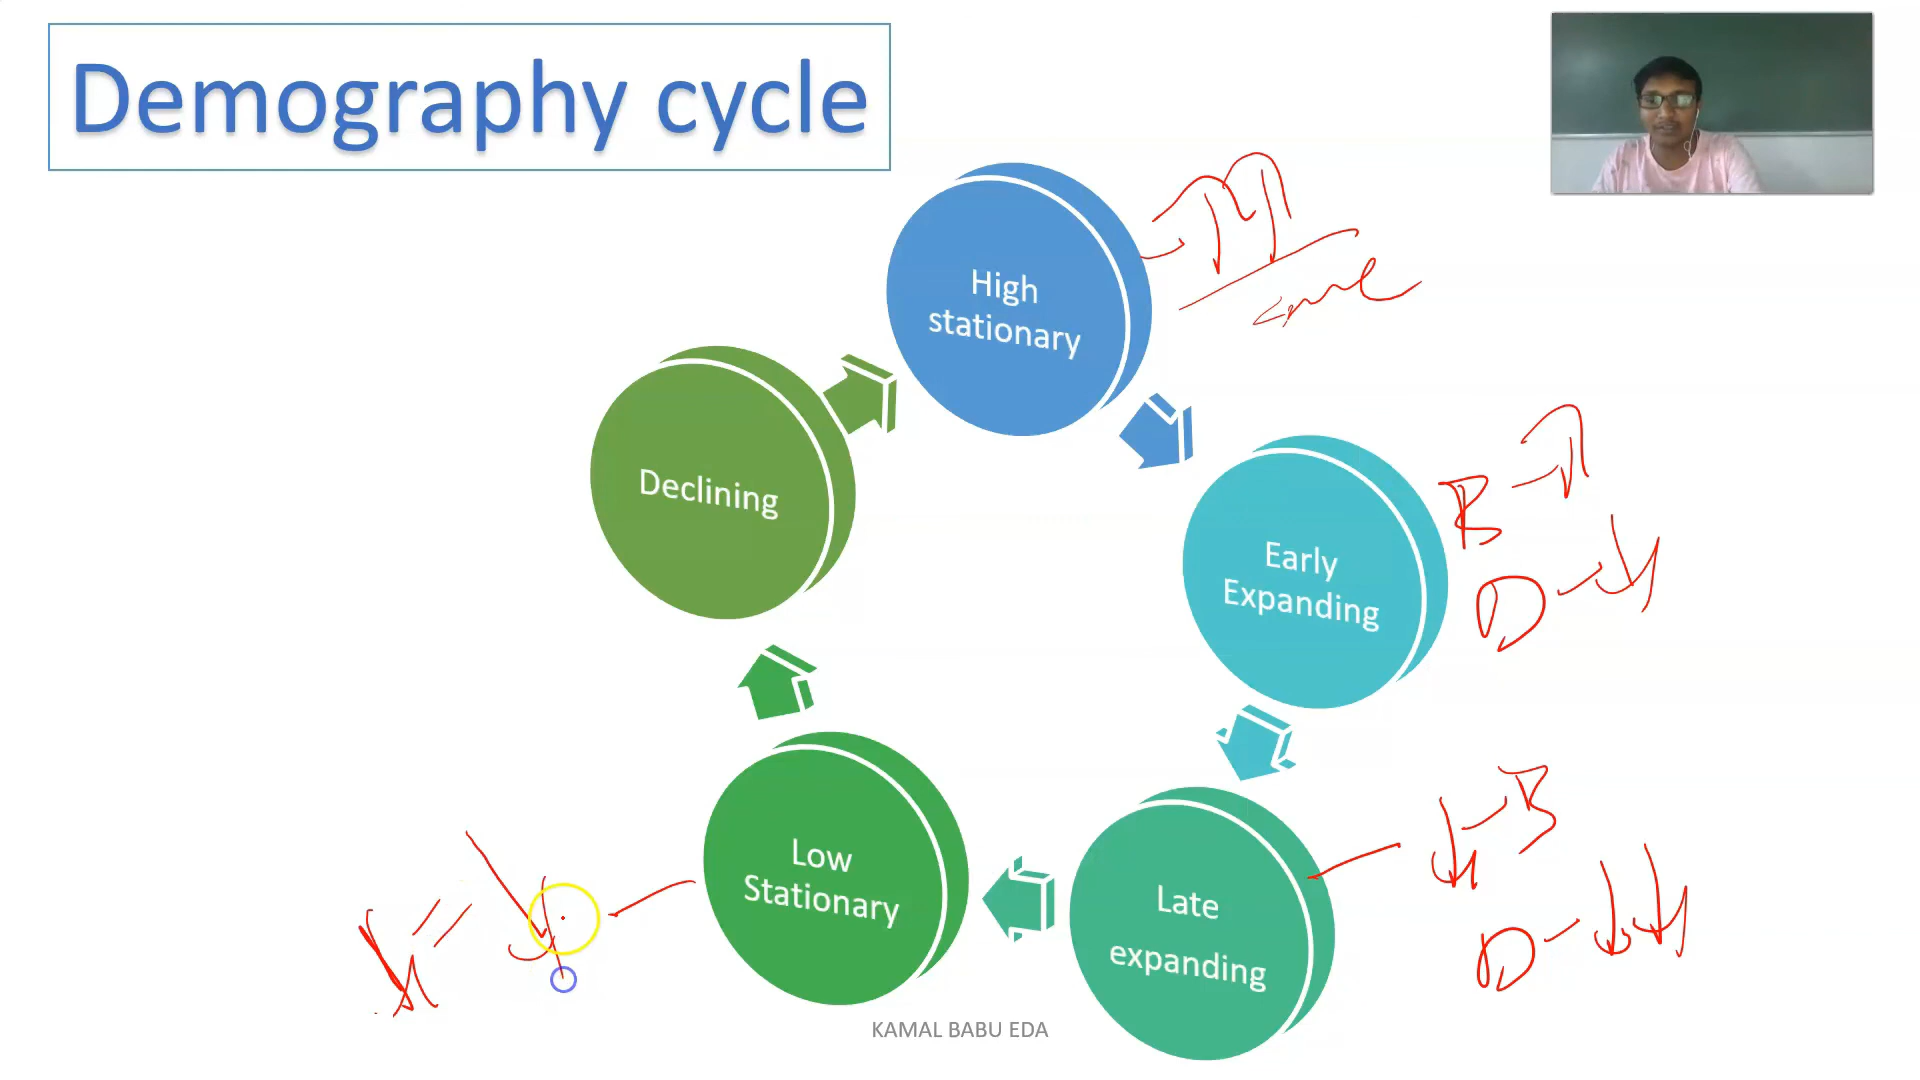 Demography cycle
High
stationary
Early
Expanding
B
D
Late
expanding
B
D
Low
Stationary
Declining
KAMAL BABU EDA